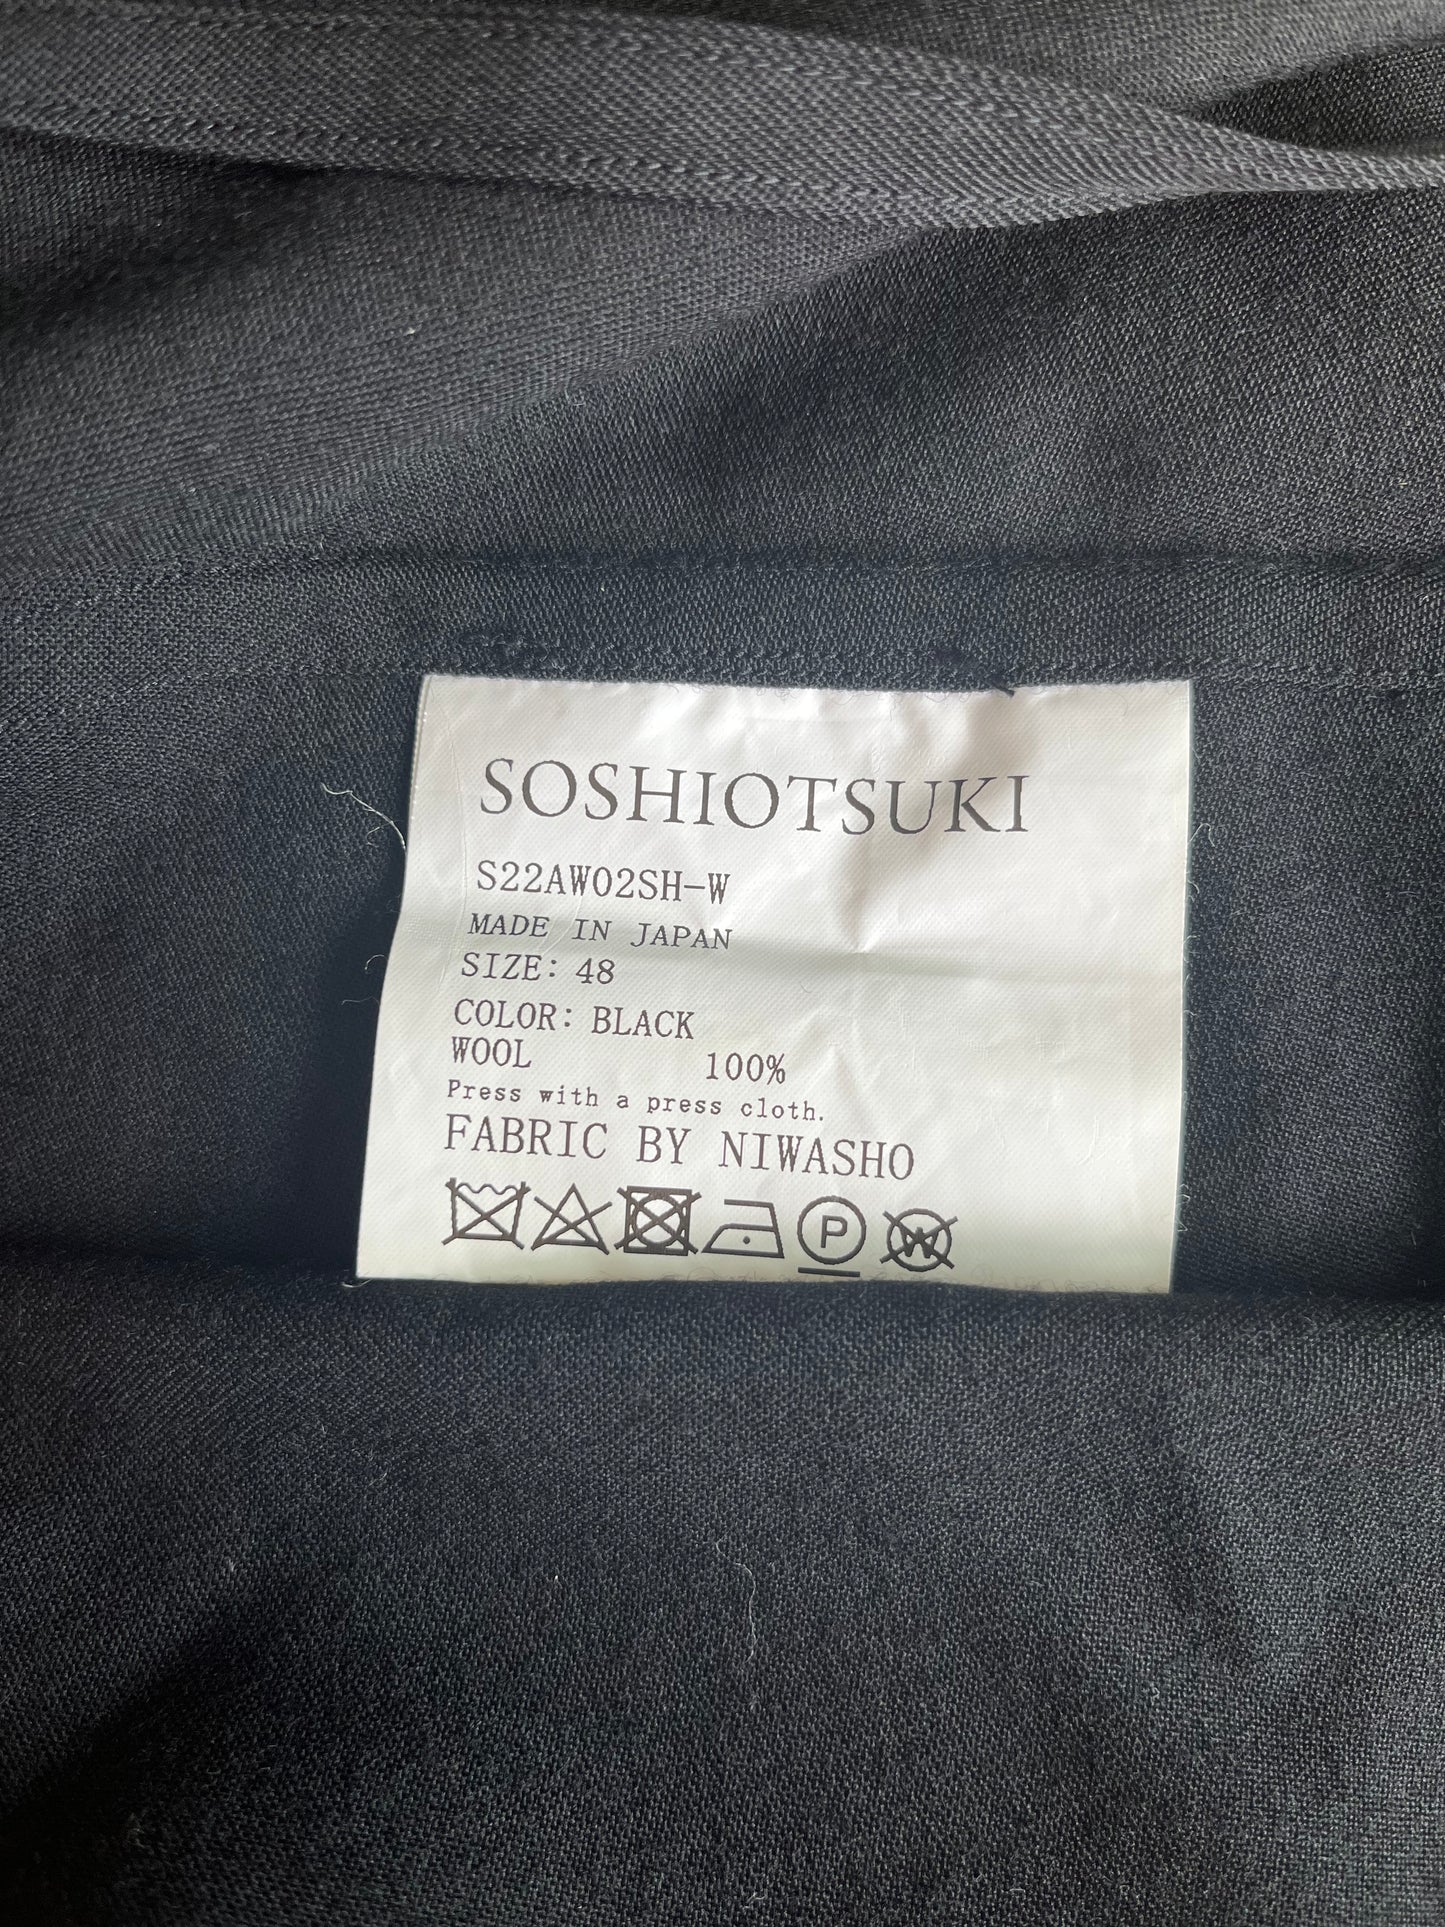 SOSHIOTSUKI
S22AW02SH-W
MADE IN JAPAN
SIZE: 48
COLOR: BLACK
WOOL 100%
Press with a press cloth.
FABRIC BY NIWASHO
P W